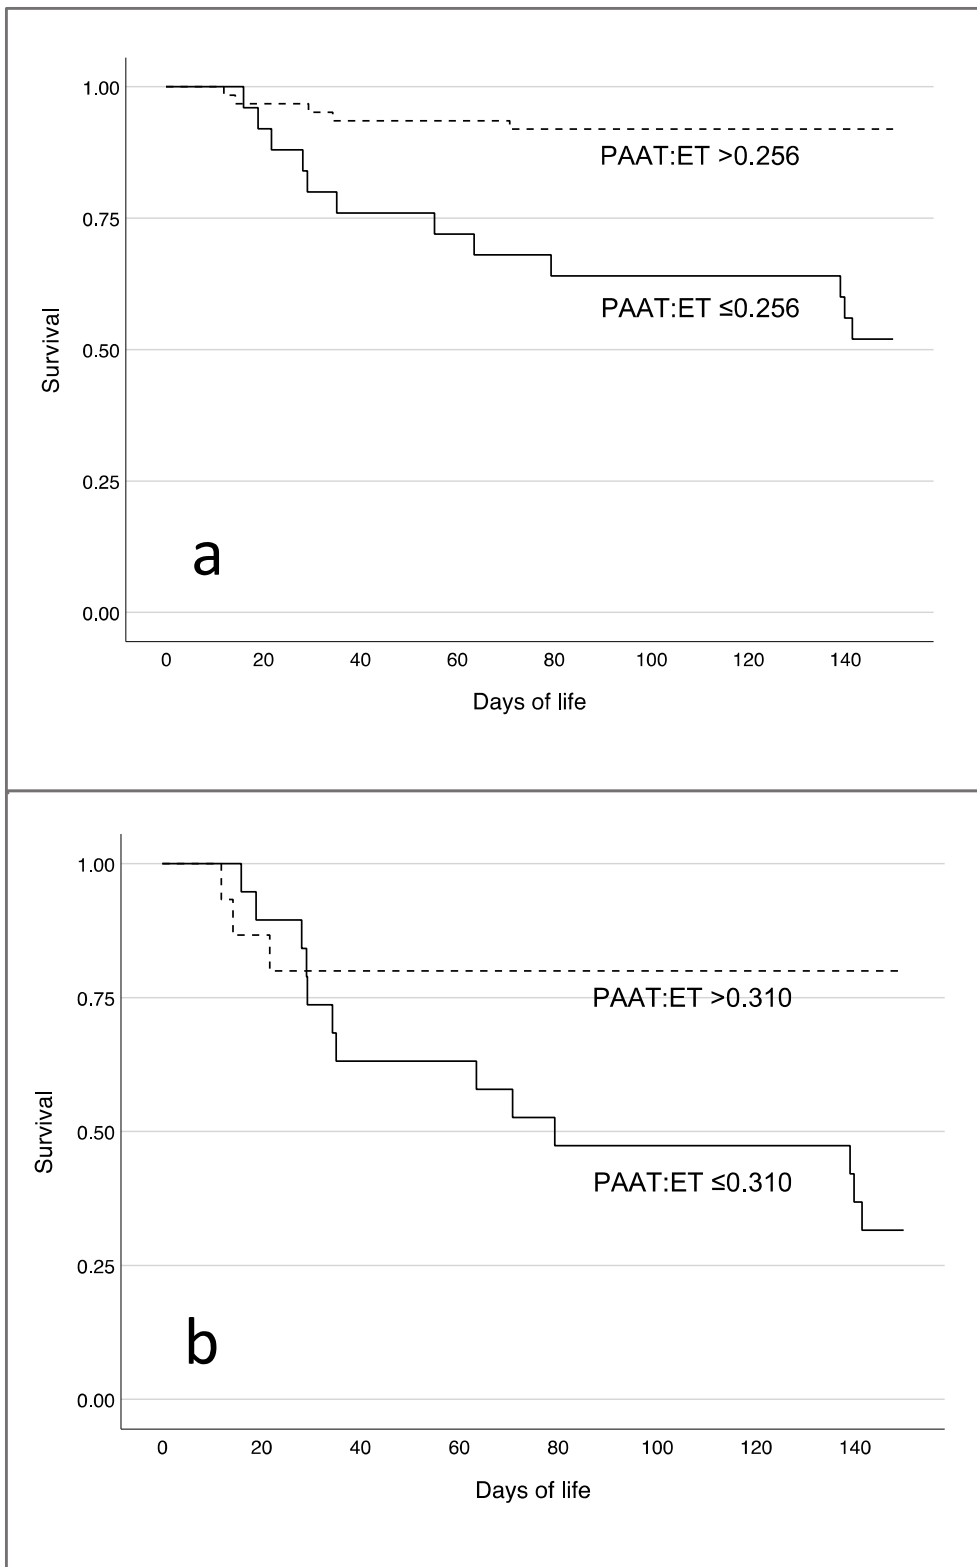 1.00
PAAT:ET >0.256
0.75
PAAT:ET ≤0.256
Survival
0.50
0.25
a
0.00
0 20 40 60 80 100 120 140
Days of life
1.00
0.75
PAAT:ET >0.310
Survival
0.50
PAAT:ET ≤0.310
0.25
b
0.00
0 20 40 60 80 100 120 140
Days of life